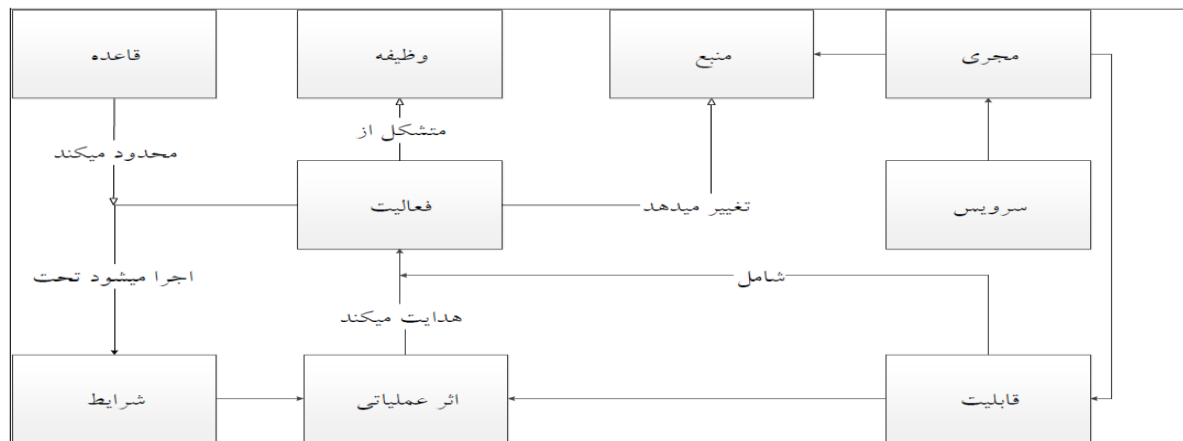 مجری
منبع
وظیفه
قاعده
متشکل از
محدود میکند
سرویس
فعالیت
تغییر میدهد
شامل
اجرا میشود تحت
هدایت میکند
قابلیت
اثر عملیاتی
شرایط